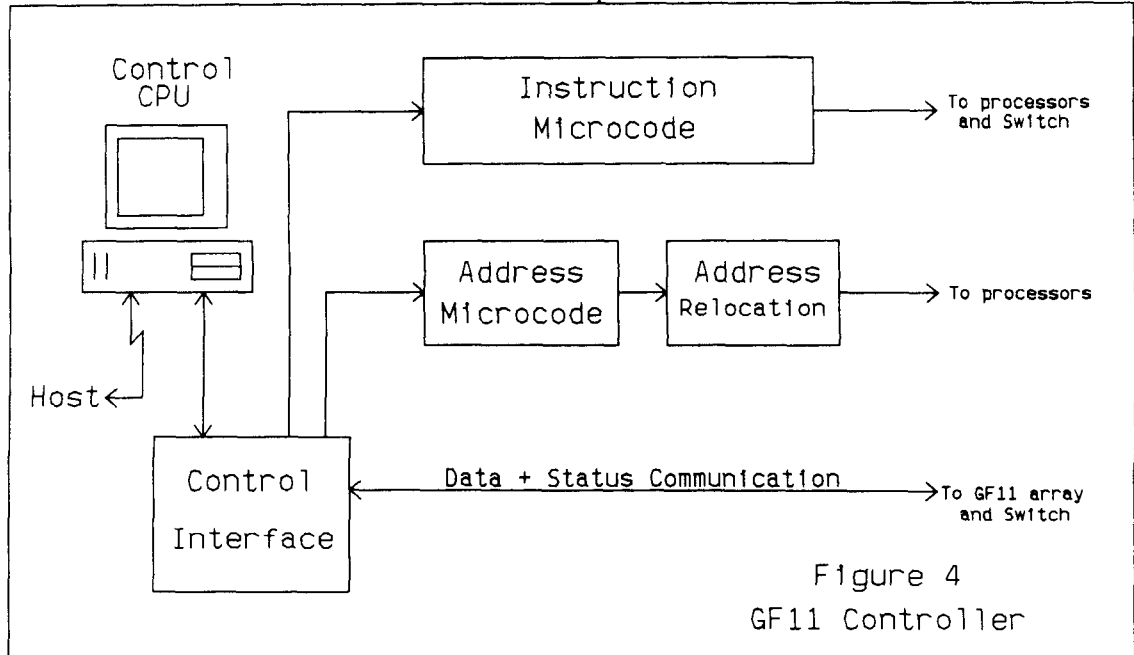 Control
CPU
Instruction
Microcode
To processors
and Switch
Address
Microcode
Address
Relocation
To processors
Host
Control
Interface
Data + Status Communication
To GF11 array
and Switch
Figure 4
GF11 Controller